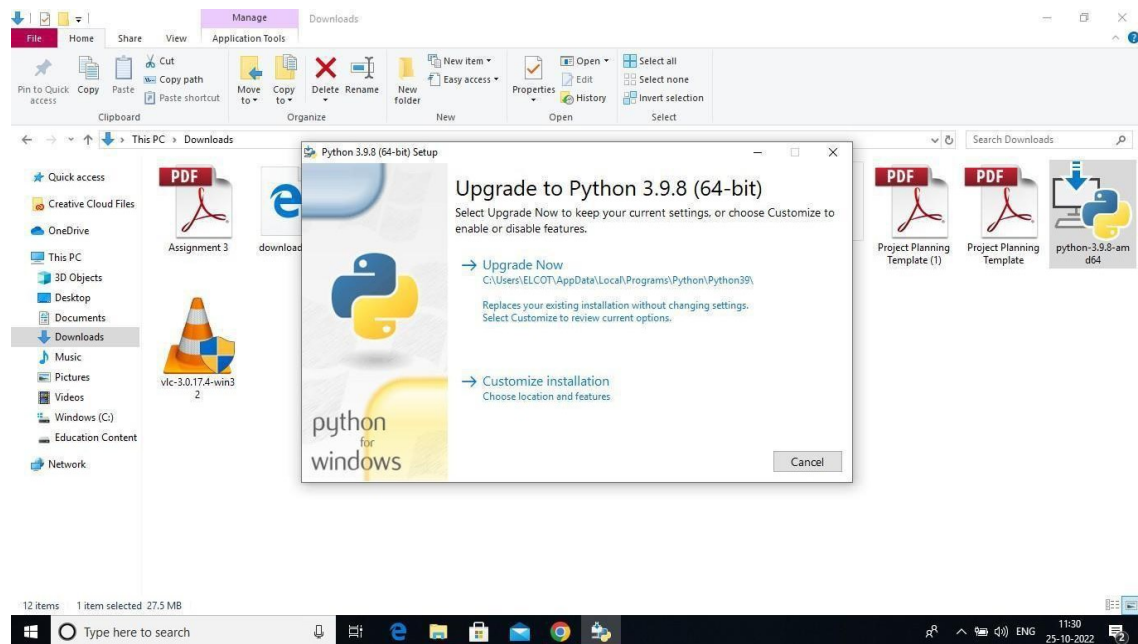 Manage
Downloads
File
Home
Share
View
Application Tools
Pin to Quick access
Copy
Paste
Cut
Copy path
Paste shortcut
Move to
Copy to
Delete
Rename
New folder
New item
Easy access
Properties
Open
Edit
History
Select all
Select none
Invert selection
Clipboard
Organize
New
Open
Select
This PC › Downloads
Search Downloads
Quick access
Creative Cloud Files
OneDrive
This PC
3D Objects
Desktop
Documents
Downloads
Music
Pictures
Videos
Windows (C:)
Education Content
Network
PDF
Assignment 3
download
vlc-3.0.17.4-win3
2
Python 3.9.8 (64-bit) Setup
Upgrade to Python 3.9.8 (64-bit)
Select Upgrade Now to keep your current settings, or choose Customize to
enable or disable features.
Upgrade Now
C:\Users\ELCOT\AppData\Local\Programs\Python\Python39\
Replaces your existing installation without changing settings.
Select Customize to review current options.
Customize installation
Choose location and features
python
for
windows
Cancel
PDF
Project Planning
Template (1)
PDF
Project Planning
Template
python-3.9.8-am
d64
12 items 1 item selected 27.5 MB
Type here to search
ENG
11:30
25-10-2022
2